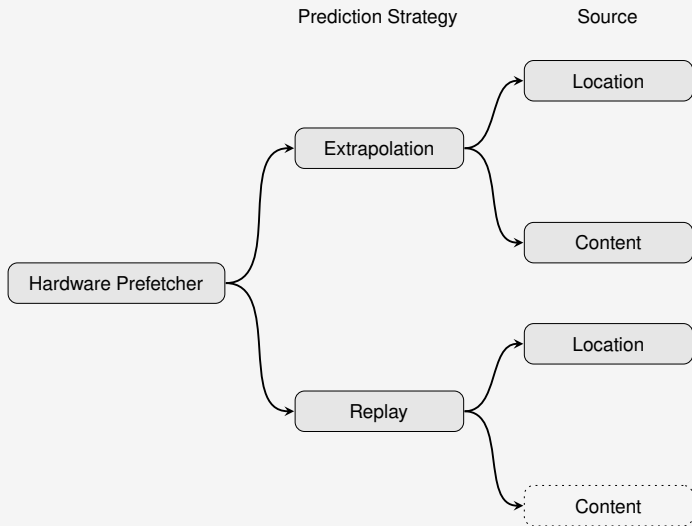 Prediction Strategy
Source
Location
Extrapolation
Content
Hardware Prefetcher
Location
Replay
Content